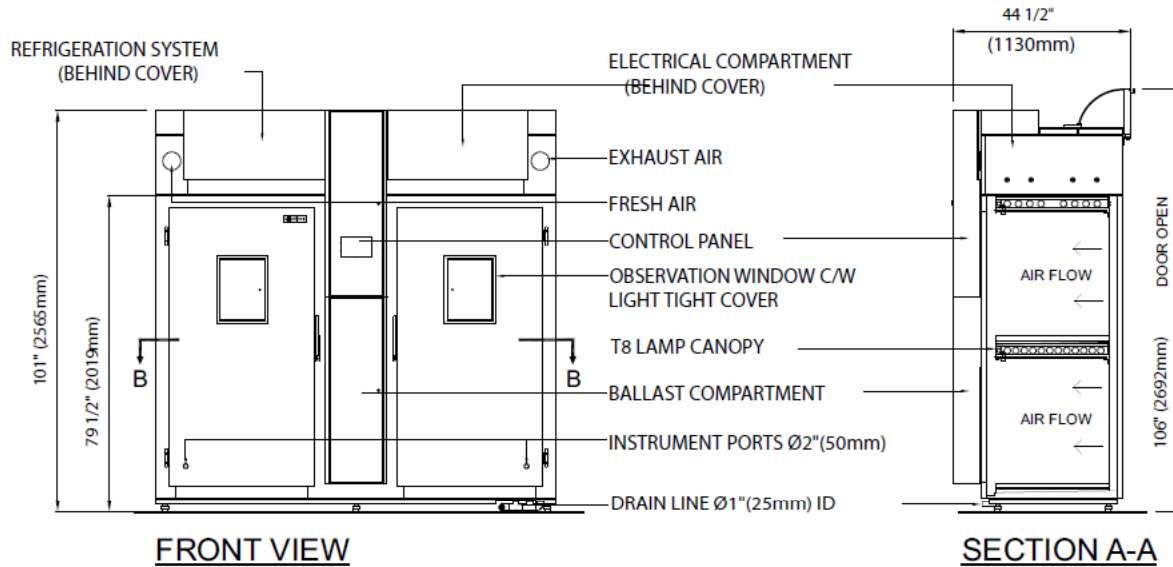 44 1/2"
(1130mm)
REFRIGERATION SYSTEM
(BEHIND COVER)
ELECTRICAL COMPARTMENT
(BEHIND COVER)
EXHAUST AIR
FRESH AIR
CONTROL PANEL
OBSERVATION WINDOW C/W
LIGHT TIGHT COVER
T8 LAMP CANOPY
BALLAST COMPARTMENT
INSTRUMENT PORTS Ø2"(50mm)
DRAIN LINE Ø1"(25mm) ID
101" (2565mm)
79 1/2" (2019mm)
B
B
AIR FLOW
AIR FLOW
DOOR OPEN
106" (2692mm)
FRONT VIEW
SECTION A-A